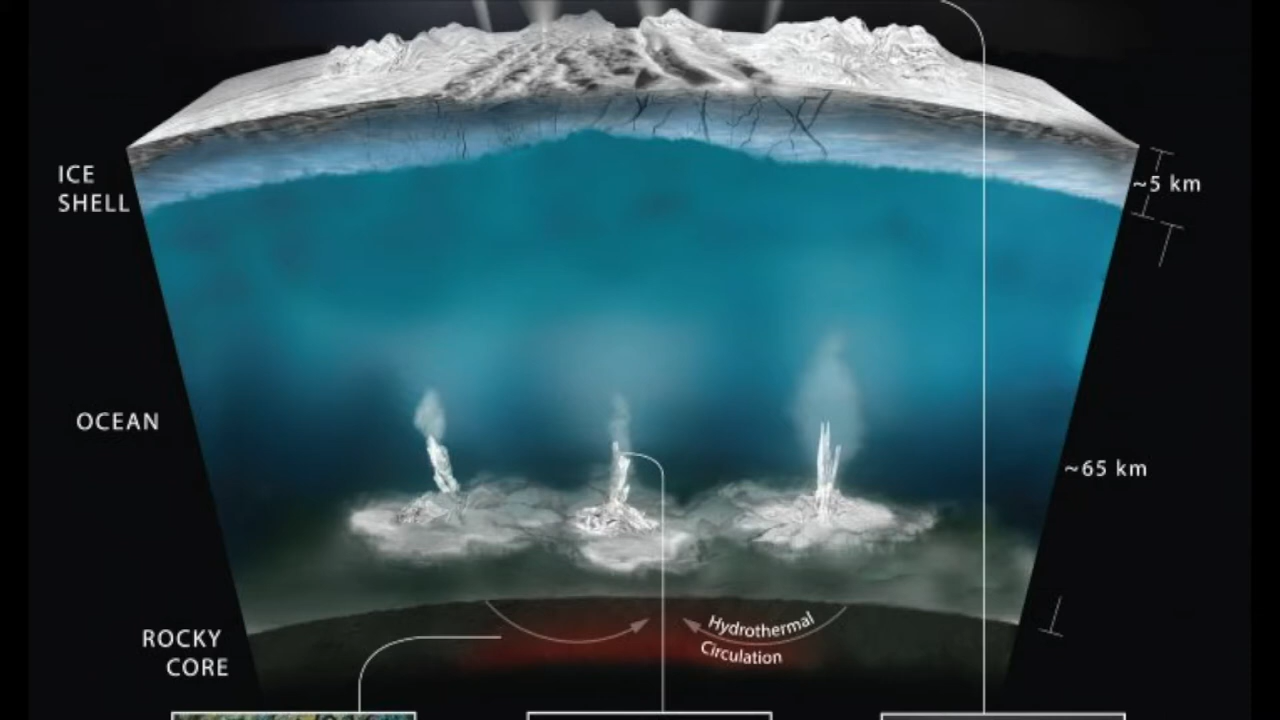 ICE
SHELL
~5 km
OCEAN
~65 km
Hydrothermal
Circulation
ROCKY
CORE